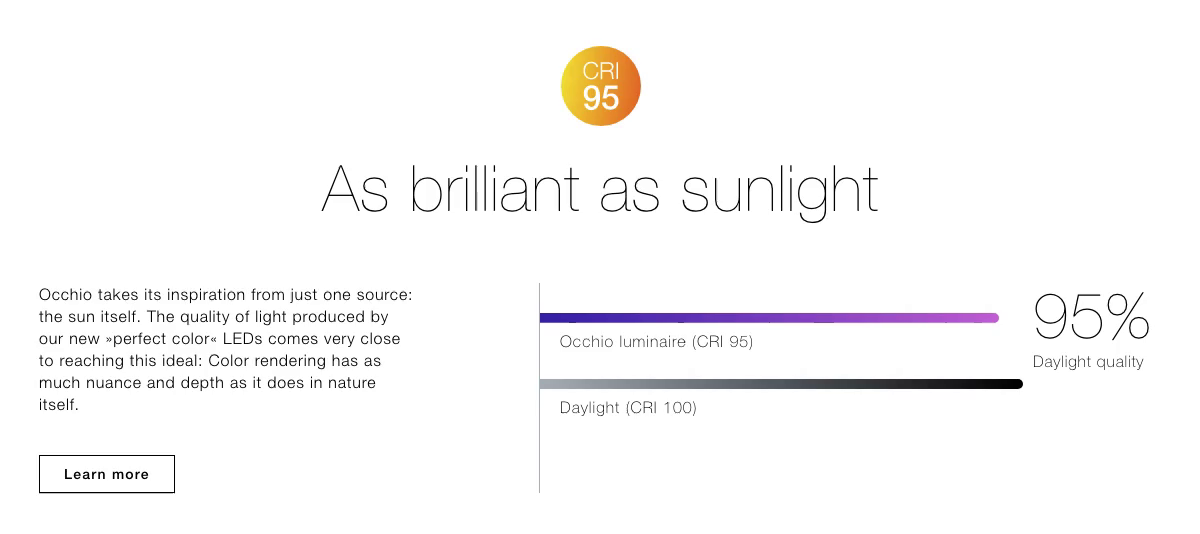 CRI
95
As brilliant as sunlight
Occhio takes its inspiration from just one source:
the sun itself. The quality of light produced by
our new »perfect color« LEDs comes very close
to reaching this ideal: Color rendering has as
much nuance and depth as it does in nature
itself.
Learn more
Occhio luminaire (CRI 95)
Daylight (CRI 100)
95%
Daylight quality